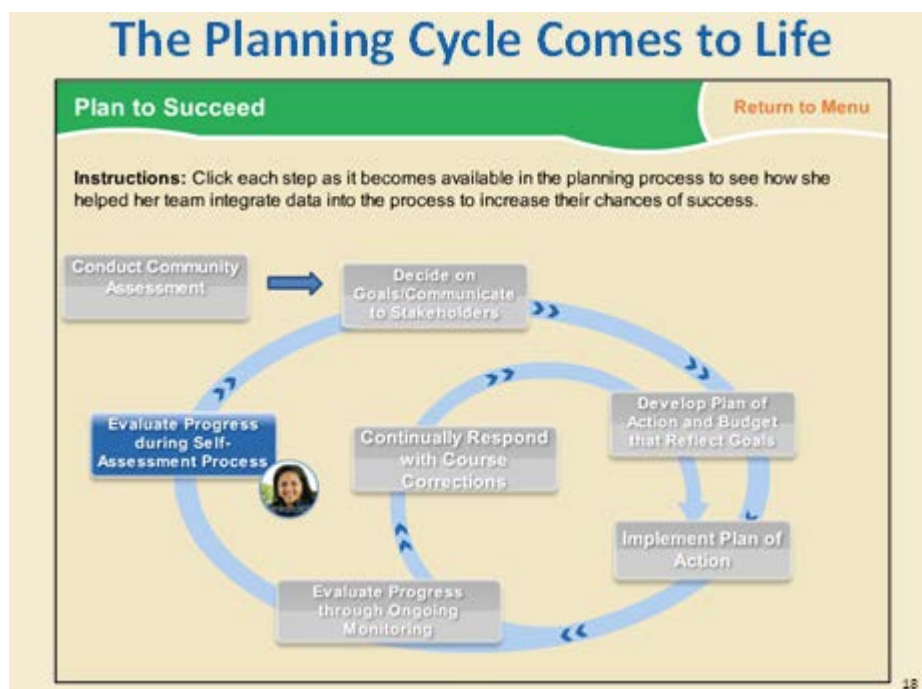 The Planning Cycle Comes to Life
Plan to Succeed
Return to Menu
Instructions: Click each step as it becomes available in the planning process to see how she
helped her team integrate data into the process to increase their chances of success.
Conduct Community
Assessment
Decide on
Goals/Communicate
to Stakeholders
Evaluate Progress
during Self-
Assessment Process
Continually Respond
with Course
Corrections
Develop Plan of
Action and Budget
that Reflect Goals
Implement Plan of
Action
Evaluate Progress
through Ongoing
Monitoring
18